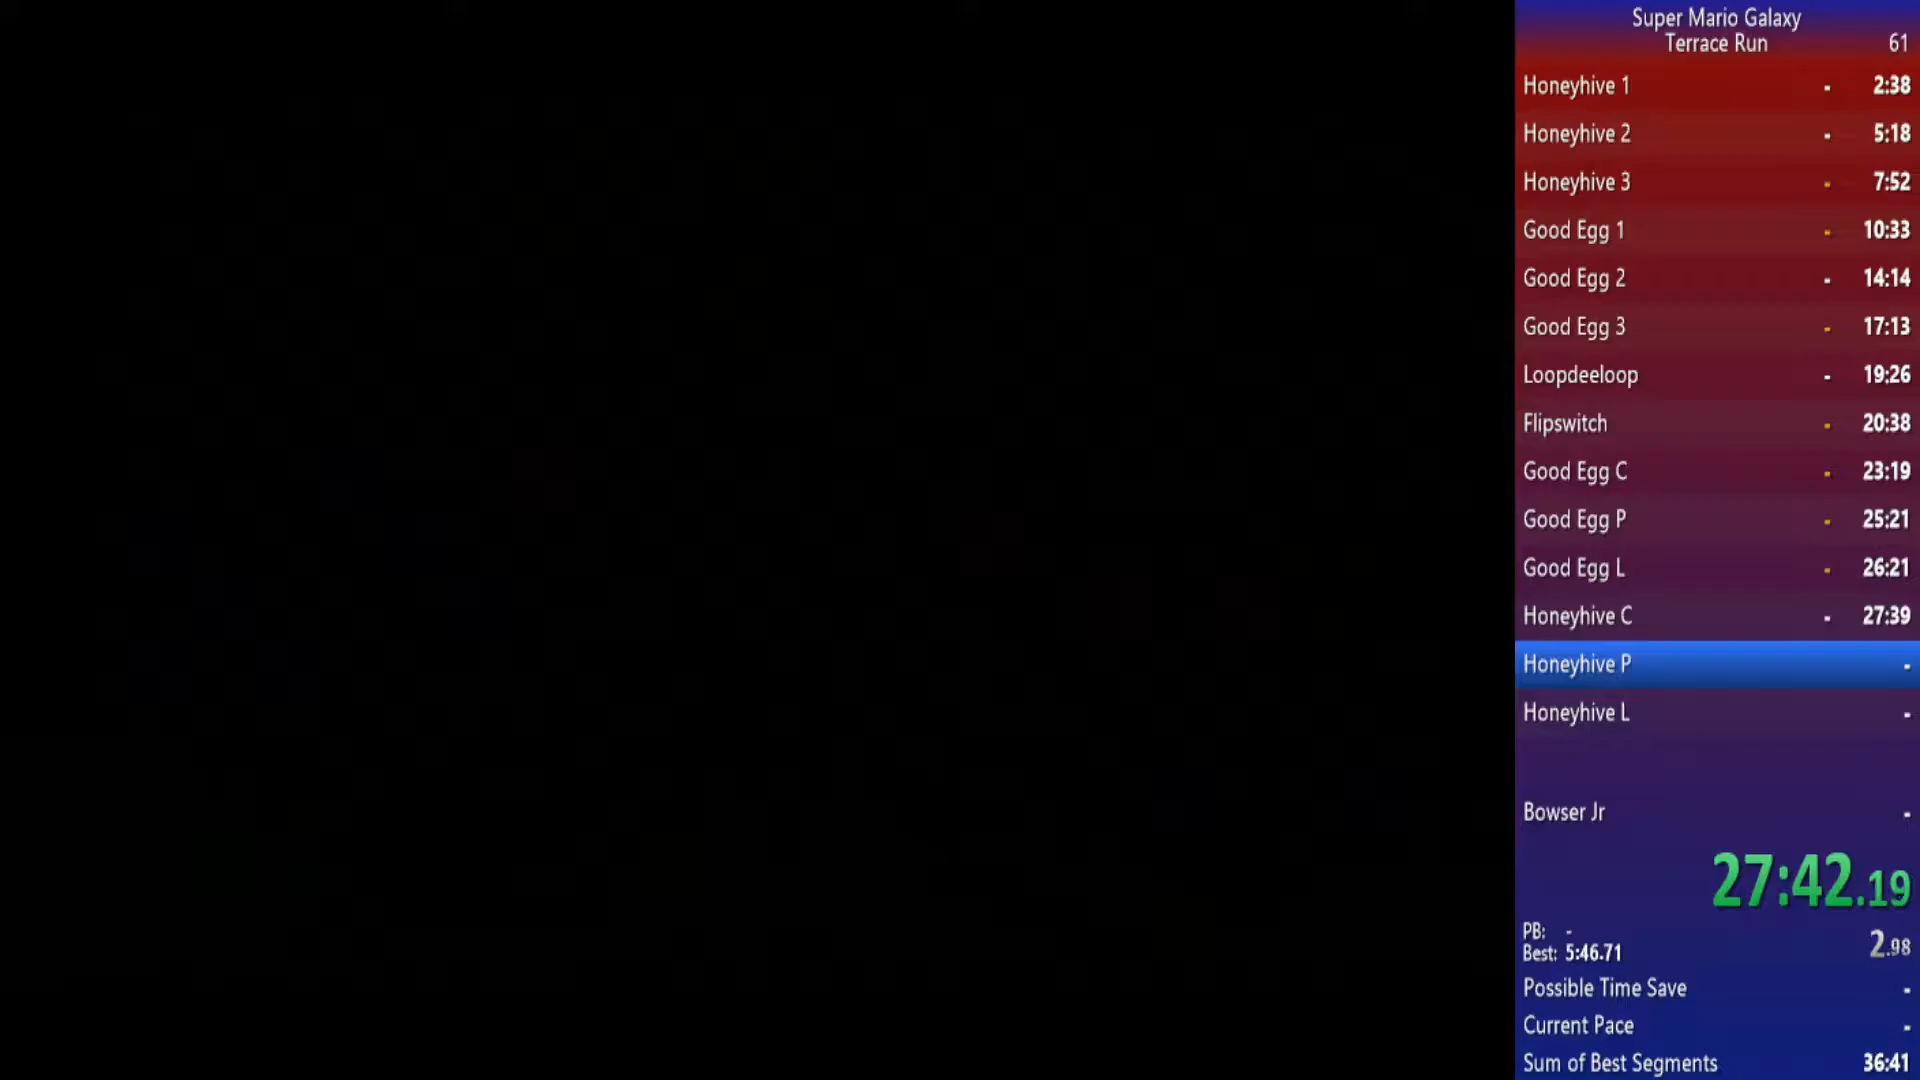 Super Mario Galaxy
Terrace Run 61
Honeyhive 1 - 2:38
Honeyhive 2 - 5:18
Honeyhive 3 - 7:52
Good Egg 1 - 10:33
Good Egg 2 - 14:14
Good Egg 3 - 17:13
Loopdeeloop - 19:26
Flipswitch - 20:38
Good Egg C - 23:19
Good Egg P - 25:21
Good Egg L - 26:21
Honeyhive C - 27:39
Honeyhive P -
Honeyhive L -
Bowser Jr -
27:42.19
PB: -
Best: 5:46.71 2.98
Possible Time Save -
Current Pace -
Sum of Best Segments 36:41